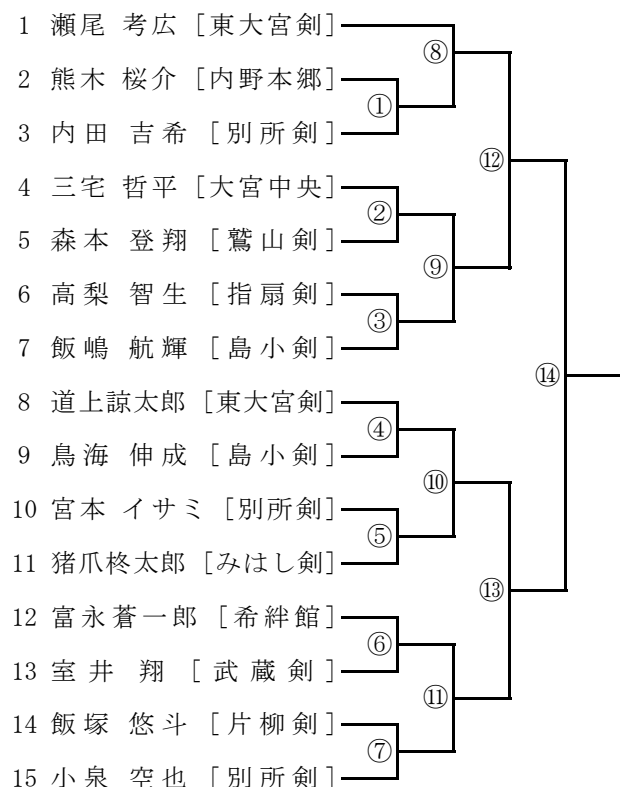 1 瀬尾 考広 [東大宮剣]
⑧
2 熊木 桜介 [内野本郷]
①
3 内田 吉希 [別所剣]
⑫
4 三宅 哲平 [大宮中央]
②
5 森本 登翔 [鷲山剣]
⑨
6 高梨 智生 [指扇剣]
③
7 飯嶋 航輝 [島小剣]
⑭
8 道上諒太郎 [東大宮剣]
④
9 鳥海 伸成 [島小剣]
⑩
10 宮本 イサミ [別所剣]
⑤
11 猪爪柊太郎 [みはし剣]
⑬
12 富永蒼一郎 [希絆館]
⑥
13 室井 翔 [武蔵剣]
⑪
14 飯塚 悠斗 [片柳剣]
⑦
15 小泉 空也 [別所剣]